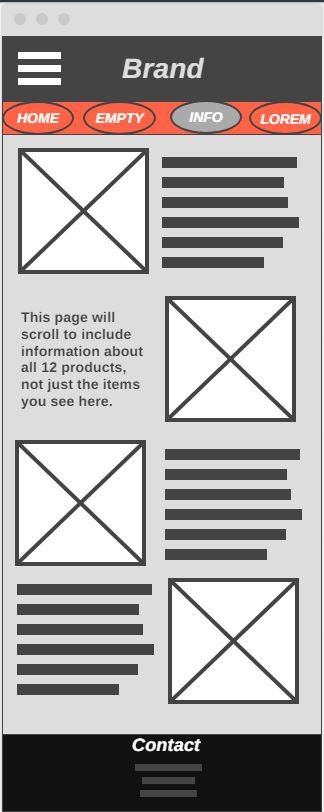 Brand
HOME
EMPTY
INFO
LOREM
This page will
scroll to include
information about
all 12 products,
not just the items
you see here.
Contact